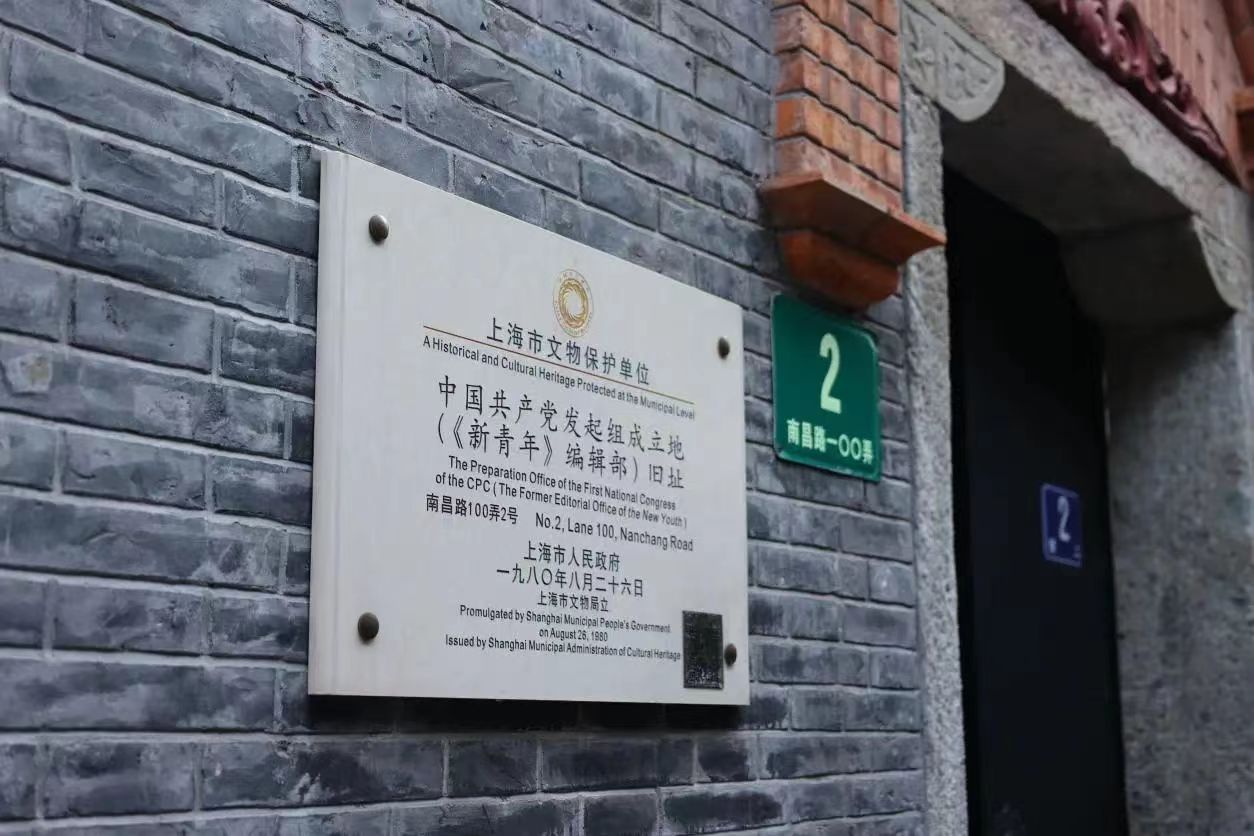 上海市文物保护单位
A Historical and Cultural Heritage Protected at the Municipal Level
中国共产党发起组成立地
(《新青年》编辑部)旧址
The Preparation Office of the First National Congress
of the CPC (The Former Editorial Office of the New Youth)
南昌路100弄2号 No.2, Lane 100, Nanchang Road
上海市人民政府
一九八〇年八月二十六日
上海市文物局立
Promulgated by Shanghai Municipal People's Government
on August 26, 1980
Issued by Shanghai Municipal Administration of Cultural Heritage
2
南昌路一〇〇弄
2